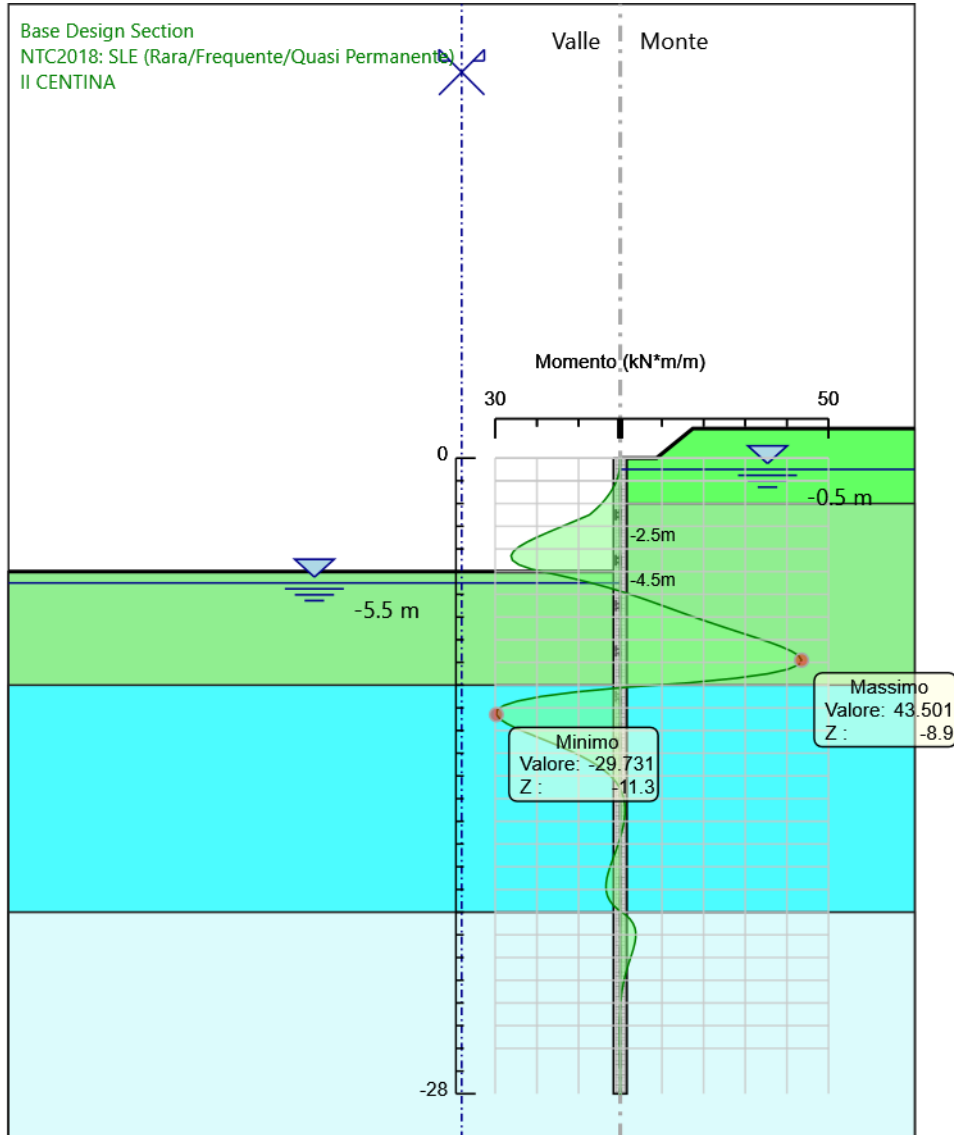 Base Design Section
NTC2018: SLE (Rara/Frequente/Quasi Permanente)
II CENTINA
Valle
Monte
Momento (kN*m/m)
30
50
0
-0.5 m
-2.5m
-4.5m
-5.5 m
Massimo
Valore: 43.501
Z : -8.9
Minimo
Valore: -29.731
Z : -11.3
-28